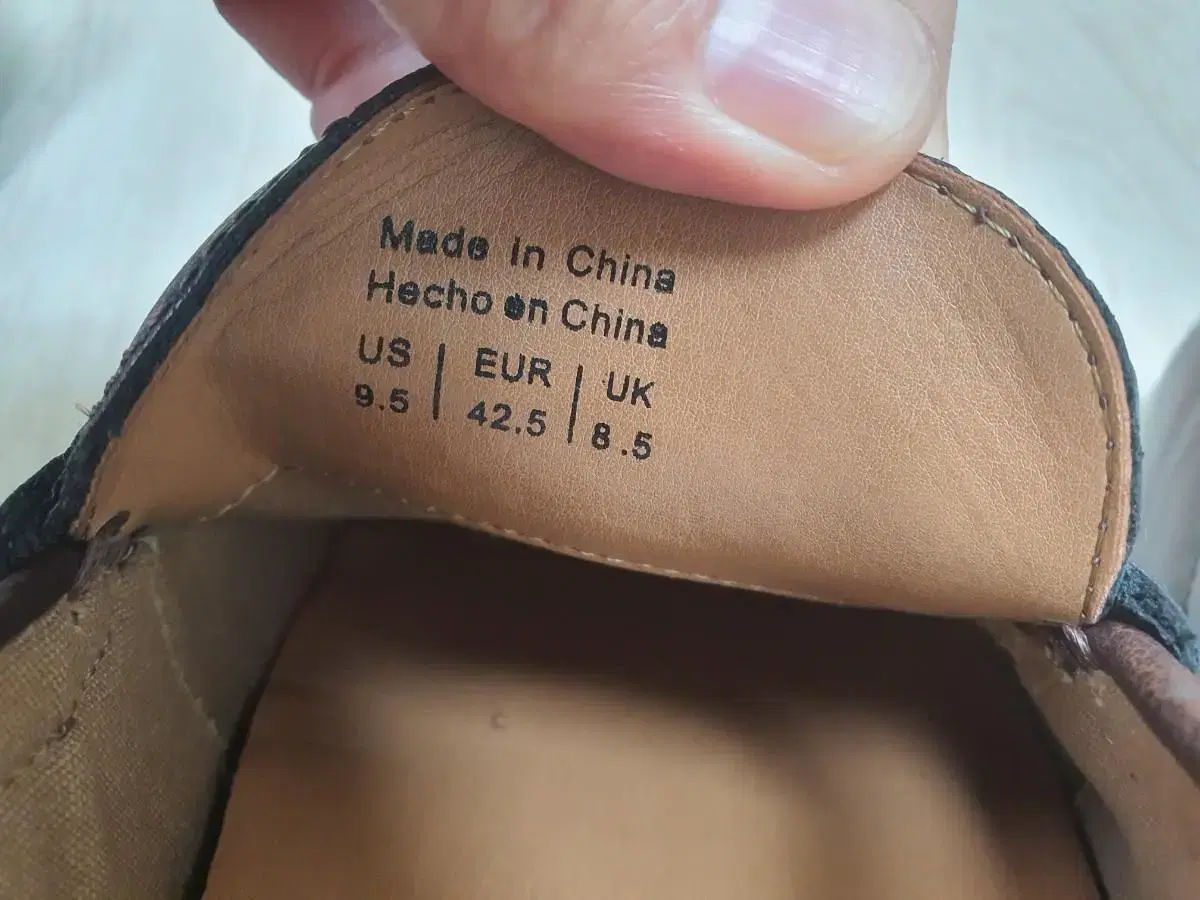 Made in China
Hecho en China
US | EUR | UK
9.5 | 42.5 | 8.5